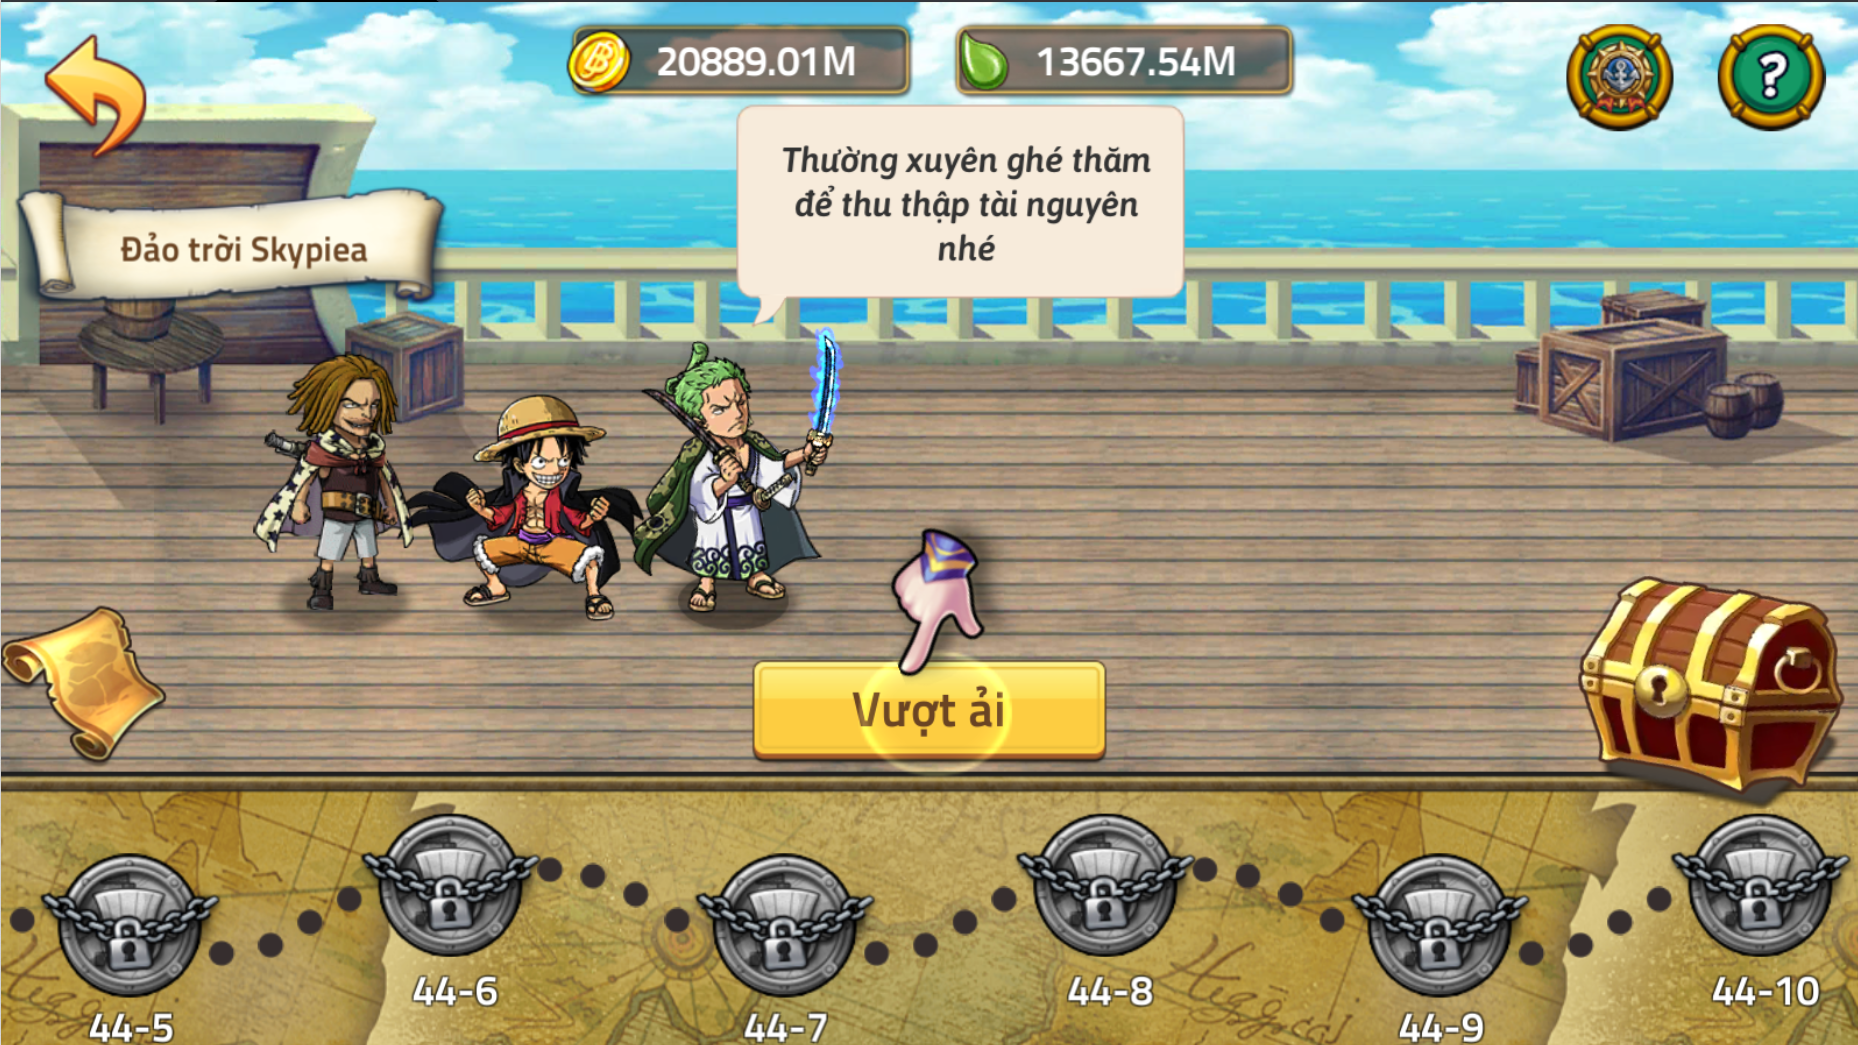 20889.01M
13667.54M
?
Thường xuyên ghé thăm
để thu thập tài nguyên
nhé
Đảo trời Skypiea
Vượt ải
44-5
44-6
44-7
44-8
44-9
44-10